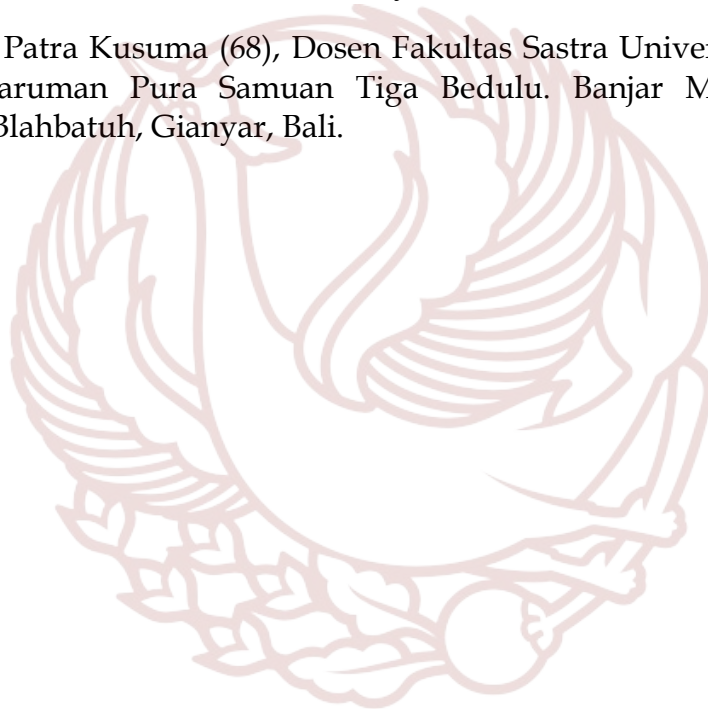 Patra Kusuma (68), Dosen Fakultas Sastra Univer
aruman Pura Samuan Tiga Bedulu. Banjar M
Blahbatuh, Gianyar, Bali.